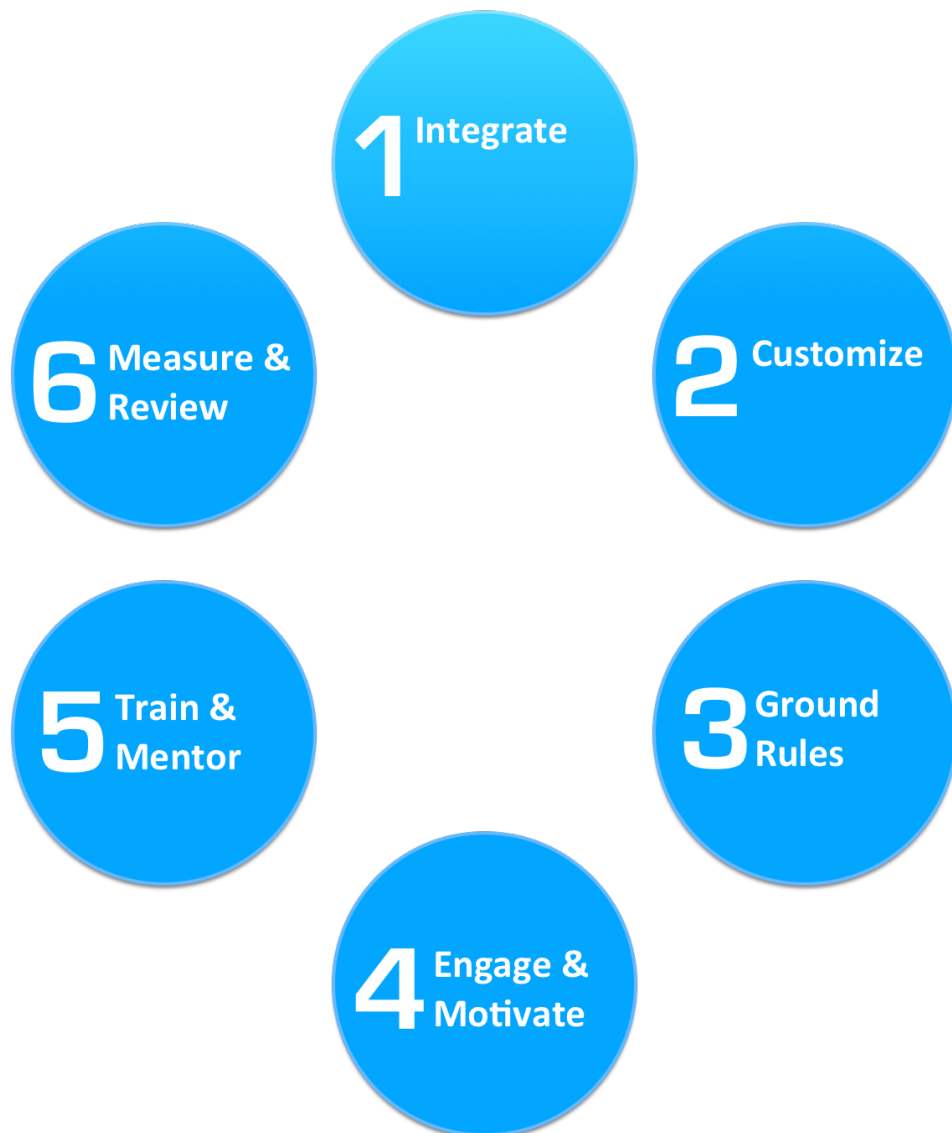 1 Integrate
2 Customize
3 Ground
Rules
4 Engage &
Motivate
5 Train &
Mentor
6 Measure &
Review